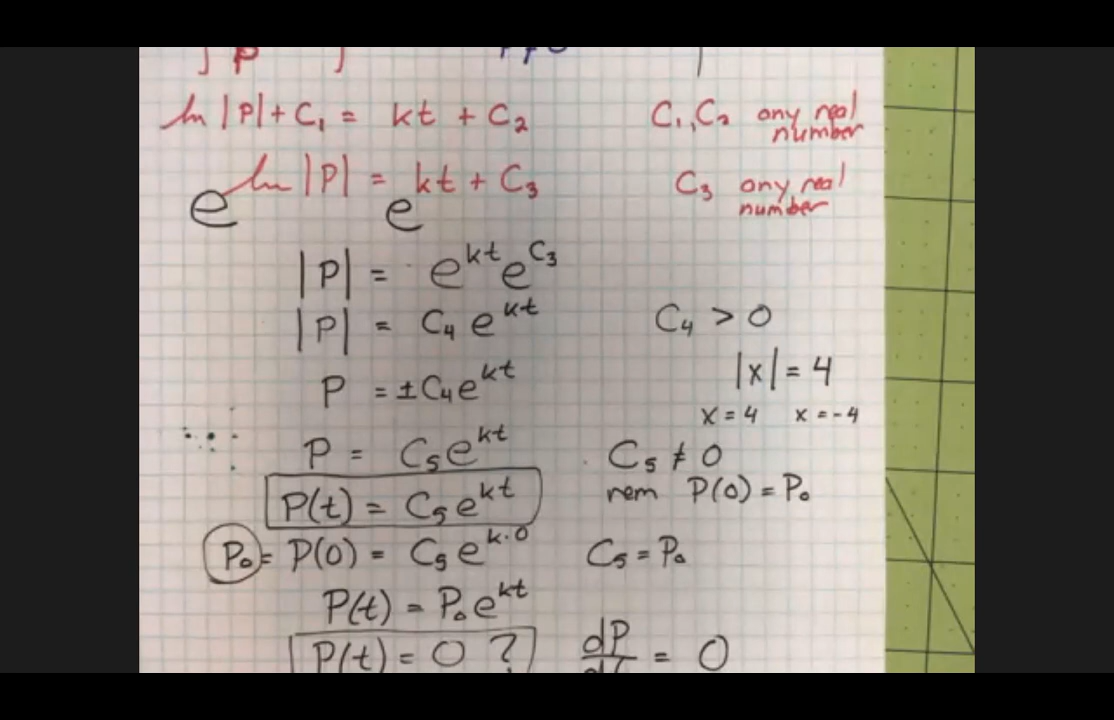 ln |P| + C₁ = kt + C₂ C₁, C₂ any real number
e^(ln |P|) = e^(kt + C₃) C₃ any real number
|P| = e^(kt) e^(C₃)
|P| = C₄ e^(kt) C₄ > 0
|x| = 4
P = ± C₄ e^(kt) x = 4 x = -4
P = C₅ e^(kt) C₅ ≠ 0
P(t) = C₅ e^(kt) rem P(0) = P₀
P₀ = P(0) = C₅ e^(k·0) C₅ = P₀
P(t) = P₀ e^(kt)
P(t) = 0 ? dP = 0